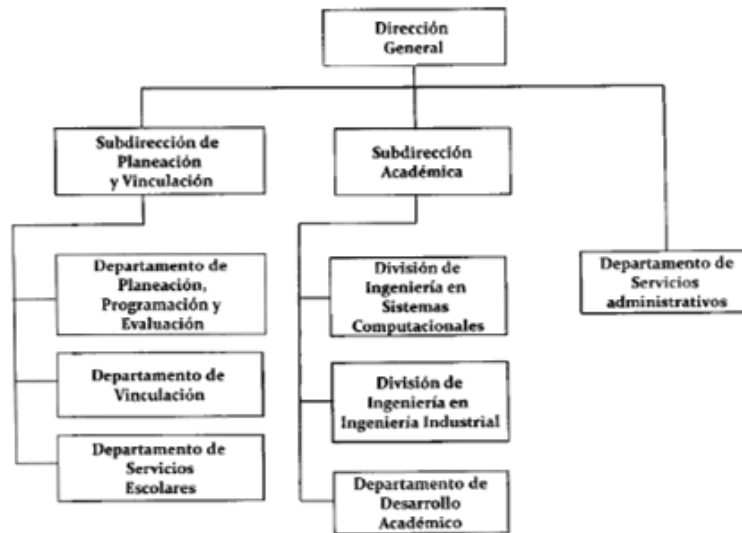 Dirección
General
Subdirección de
Planeación
y Vinculación
Subdirección
Académica
Departamento de
Planeación,
Programación y
Evaluación
Departamento de
Vinculación
Departamento de
Servicios
Escolares
División de
Ingeniería en
Sistemas
Computacionales
División de
Ingeniería en
Ingeniería Industrial
Departamento de
Desarrollo
Académico
Departamento de
Servicios
administrativos